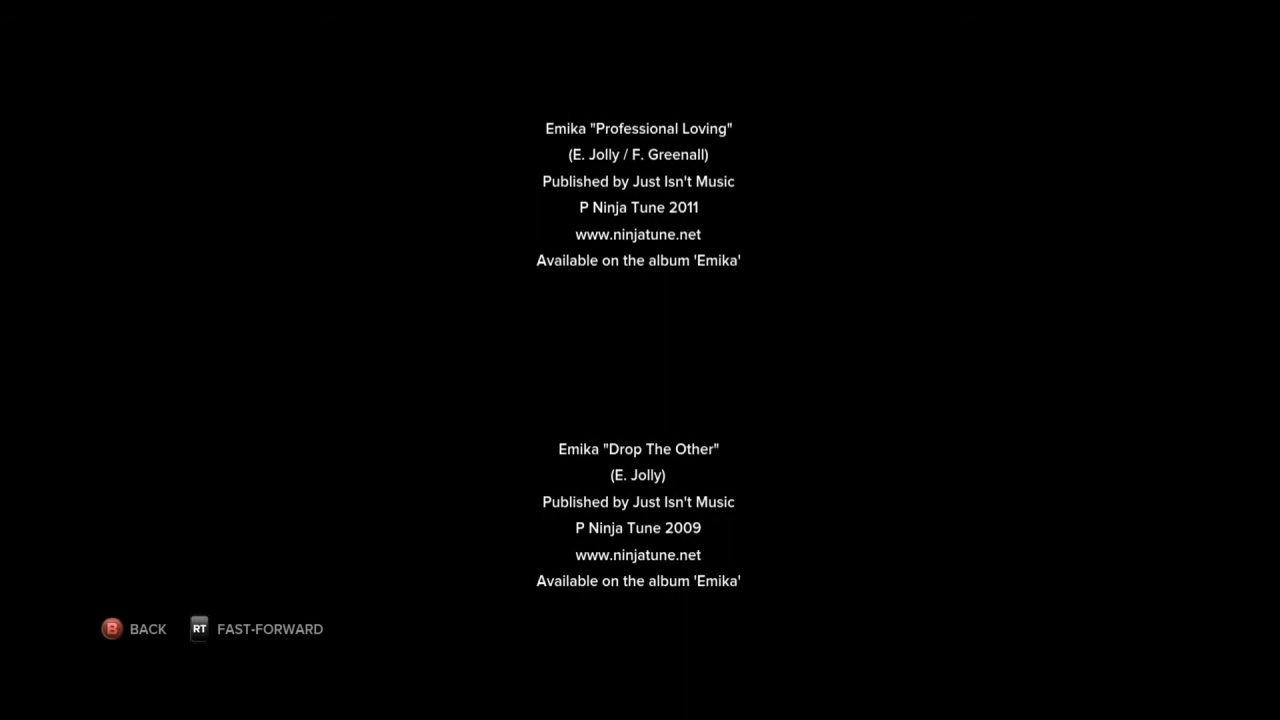 Emika "Professional Loving"
(E. Jolly / F. Greenall)
Published by Just Isn't Music
P Ninja Tune 2011
www.ninjatune.net
Available on the album 'Emika'
Emika "Drop The Other"
(E. Jolly)
Published by Just Isn't Music
P Ninja Tune 2009
www.ninjatune.net
Available on the album 'Emika'
B BACK RT FAST-FORWARD